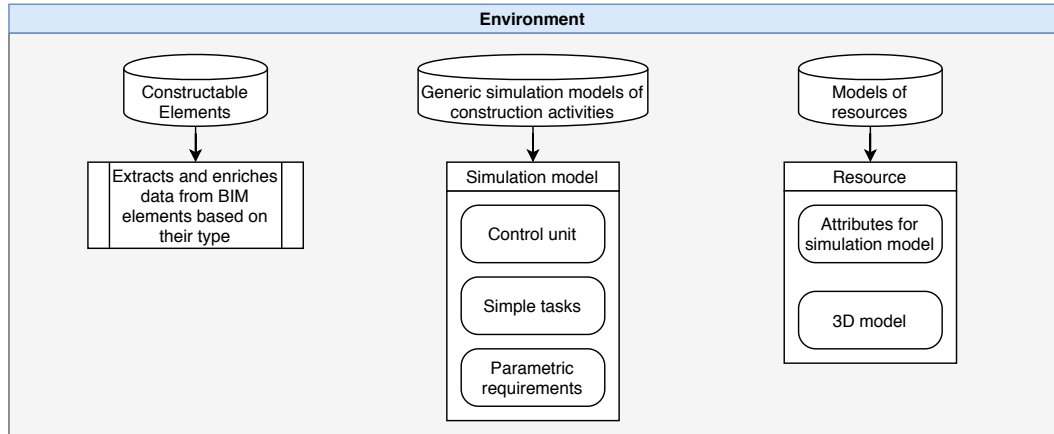 Environment
Constructable
Elements
Extracts and enriches
data from BIM
elements based on
their type
Generic simulation models of
construction activities
Simulation model
Control unit
Simple tasks
Parametric
requirements
Models of
resources
Resource
Attributes for
simulation model
3D model